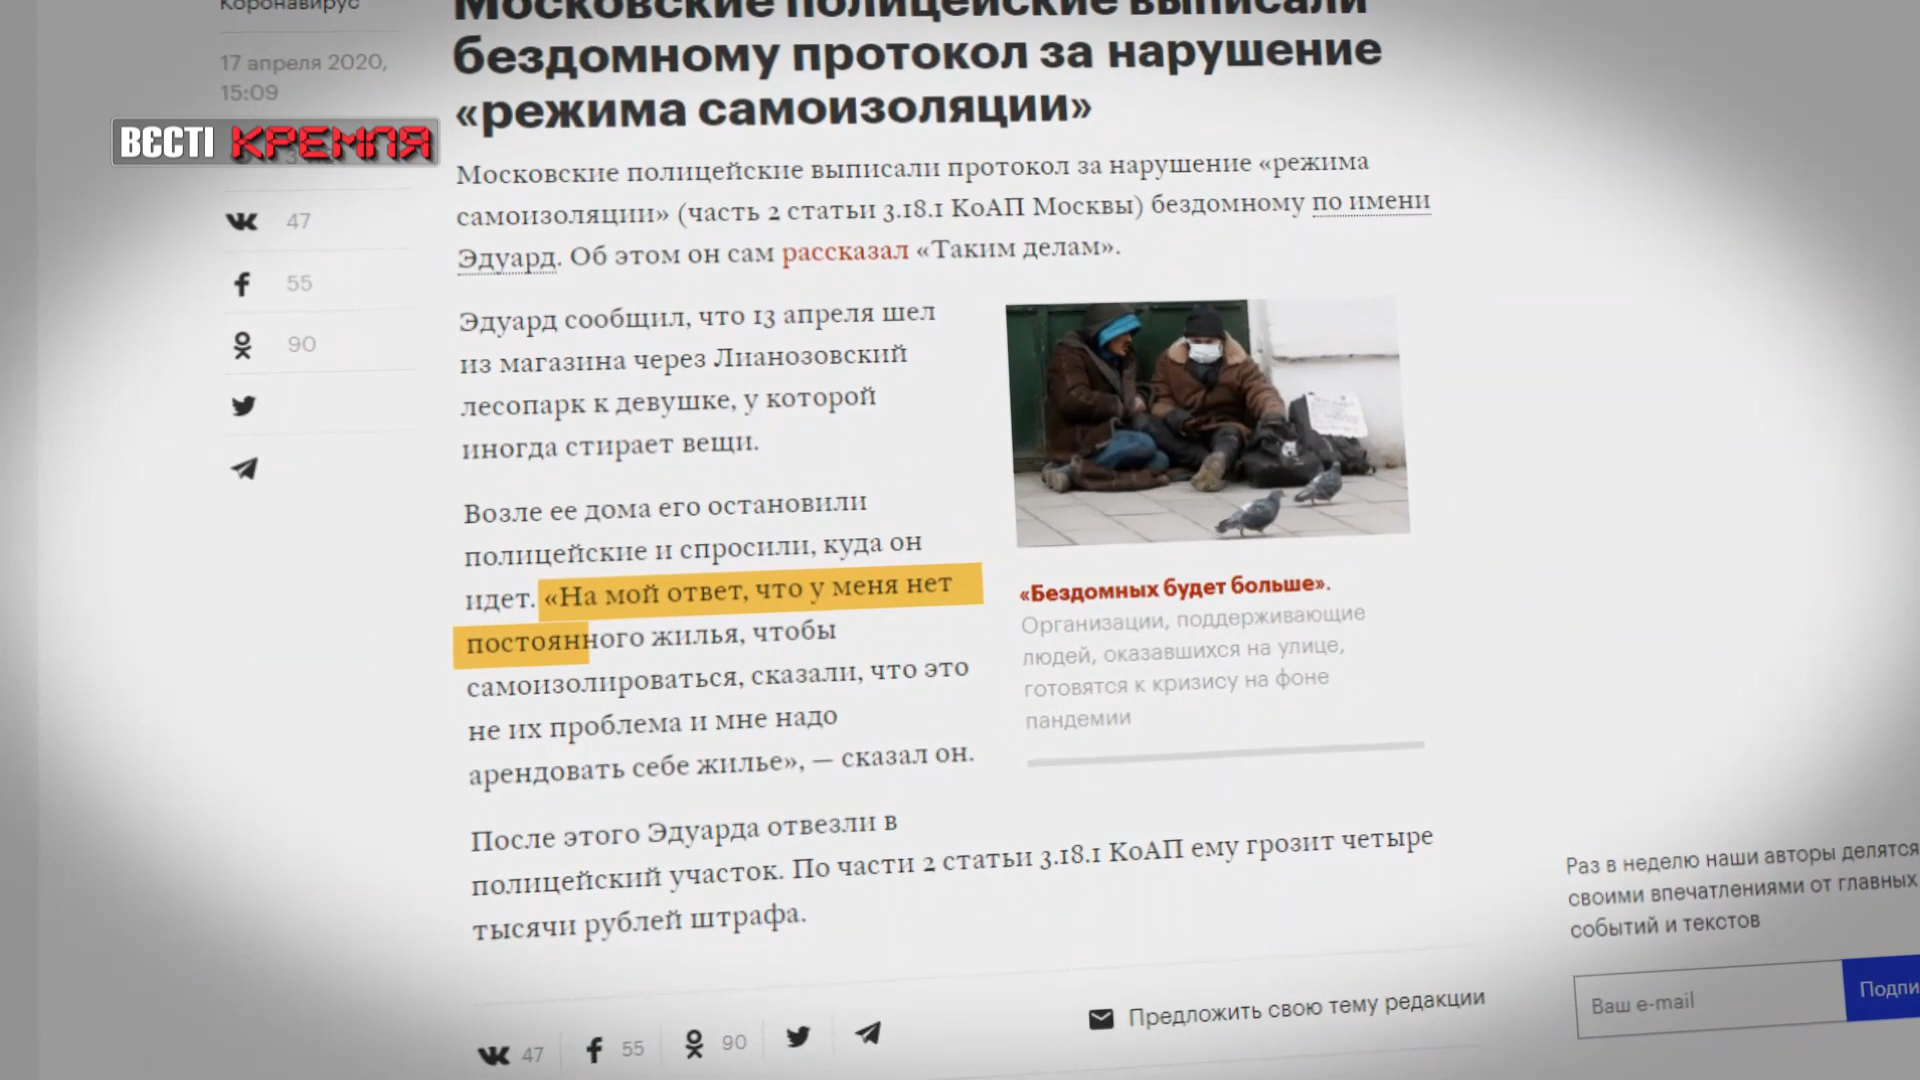 Коронавирус
17 апреля 2020,
15:09
ВЄСТІ КРЕМЛЯ
47
55
90
Московские полицейские выписали
бездомному протокол за нарушение
«режима самоизоляции»
Московские полицейские выписали протокол за нарушение «режима
самоизоляции» (часть 2 статьи 3.18.1 КоАП Москвы) бездомному по имени
Эдуард. Об этом он сам рассказал «Таким делам».
Эдуард сообщил, что 13 апреля шел
из магазина через Лианозовский
лесопарк к девушке, у которой
иногда стирает вещи.
Возле ее дома его остановили
полицейские и спросили, куда он
идет. «На мой ответ, что у меня нет
постоянного жилья, чтобы
самоизолироваться, сказали, что это
не их проблема и мне надо
арендовать себе жилье», — сказал он.
«Бездомных будет больше».
Организации, поддерживающие
людей, оказавшихся на улице,
готовятся к кризису на фоне
пандемии
После этого Эдуарда отвезли в
полицейский участок. По части 2 статьи 3.18.1 КоАП ему грозит четыре
тысячи рублей штрафа.
47 55 90
Предложить свою тему редакции
Раз в неделю наши авторы делятся
своими впечатлениями от главных
событий и текстов
Ваш e-mail
Подпи